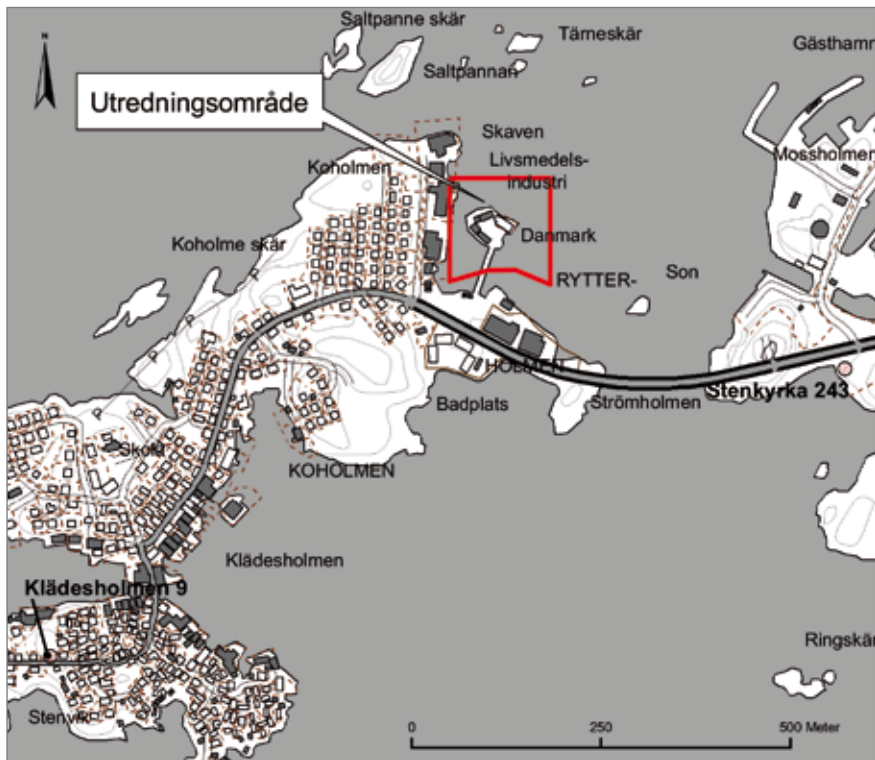 Saltpanne skär
N
Tärneskär
Gästhamn
Saltpannan
Utredningsområde
Skaven
Livsmedels-
industri
Mossholmen
Koholmen
Danmark
Koholme skär
RYTTER-
Son
HOLMEN
Badplats
Strömholmen
Stenkyrka 243
Skola
KOHOLMEN
Klädesholmen
Klädesholmen 9
Ringskär
Stenvik
0
250
500 Meter